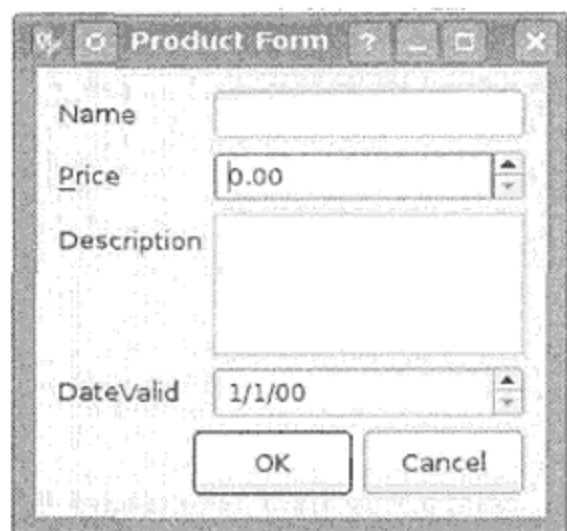 Product Form ?
Name
Price 0.00
Description
DateValid 1/1/00
OK Cancel